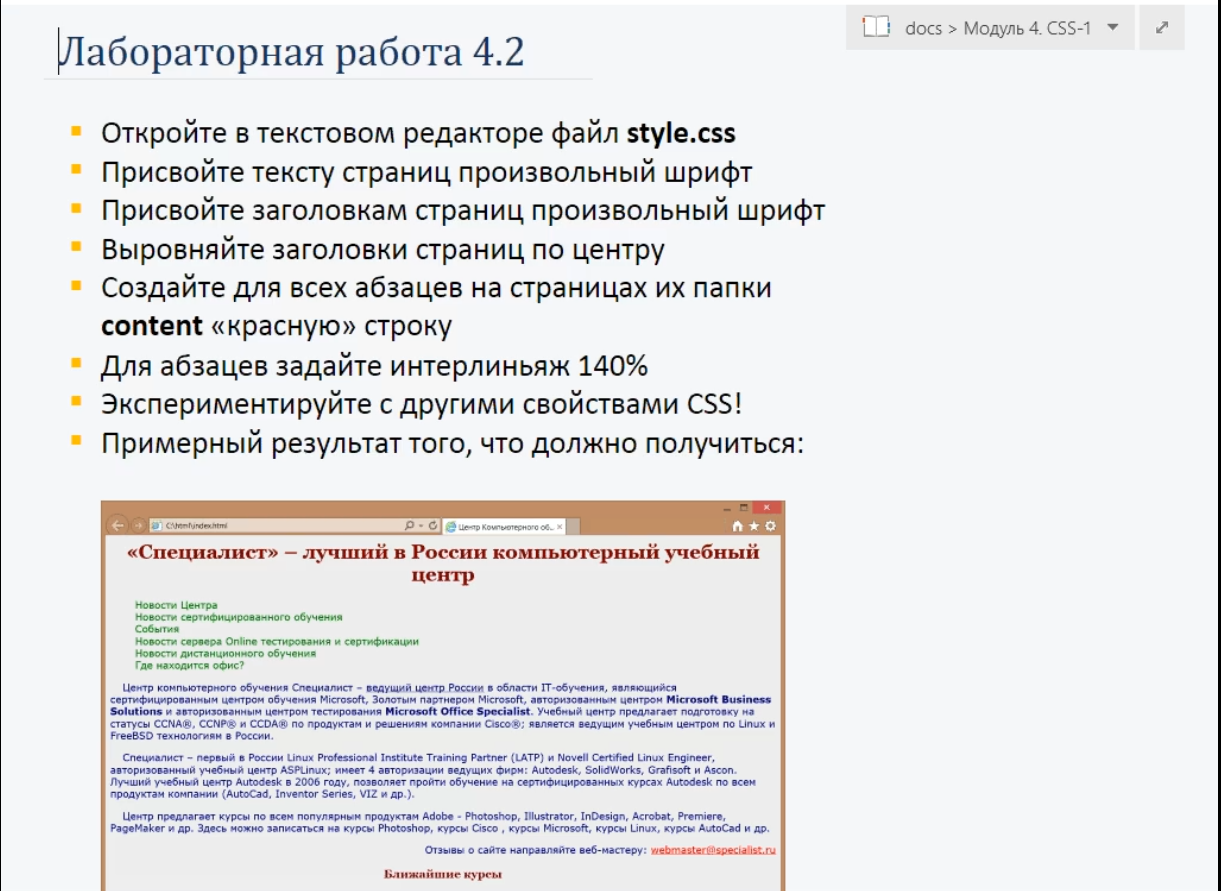 docs > Модуль 4. CSS-1
Лабораторная работа 4.2
Откройте в текстовом редакторе файл style.css
Присвойте тексту страниц произвольный шрифт
Присвойте заголовкам страниц произвольный шрифт
Выровняйте заголовки страниц по центру
Создайте для всех абзацев на страницах их папки
content «красную» строку
Для абзацев задайте интерлиньяж 140%
Экспериментируйте с другими свойствами CSS!
Примерный результат того, что должно получиться:
C:\html\index.html
Центр Компьютерного об...
«Специалист» – лучший в России компьютерный учебный
центр
Новости Центра
Новости сертифицированного обучения
События
Новости сервера Online тестирования и сертификации
Новости дистанционного обучения
Где находится офис?
Центр компьютерного обучения Специалист – ведущий центр России в области IT-обучения, являющийся
сертифицированным центром обучения Microsoft, Золотым партнером Microsoft, авторизованным центром Microsoft Business
Solutions и авторизованным центром тестирования Microsoft Office Specialist. Учебный центр предлагает подготовку на
статусы CCNA®, CCNP® и CCDA® по продуктам и решениям компании Cisco®; является ведущим учебным центром по Linux и
FreeBSD технологиям в России.
Специалист – первый в России Linux Professional Institute Training Partner (LATP) и Novell Certified Linux Engineer,
авторизованный учебный центр ASPLinux; имеет 4 авторизации ведущих фирм: Autodesk, SolidWorks, Grafisoft и Ascon.
Лучший учебный центр Autodesk в 2006 году, позволяет пройти обучение на сертифицированных курсах Autodesk по всем
продуктам компании (AutoCad, Inventor Series, VIZ и др.).
Центр предлагает курсы по всем популярным продуктам Adobe - Photoshop, Illustrator, InDesign, Acrobat, Premiere,
PageMaker и др. Здесь можно записаться на курсы Photoshop, курсы Cisco , курсы Microsoft, курсы Linux, курсы AutoCad и др.
Отзывы о сайте направляйте веб-мастеру: webmaster@specialist.ru
Ближайшие курсы